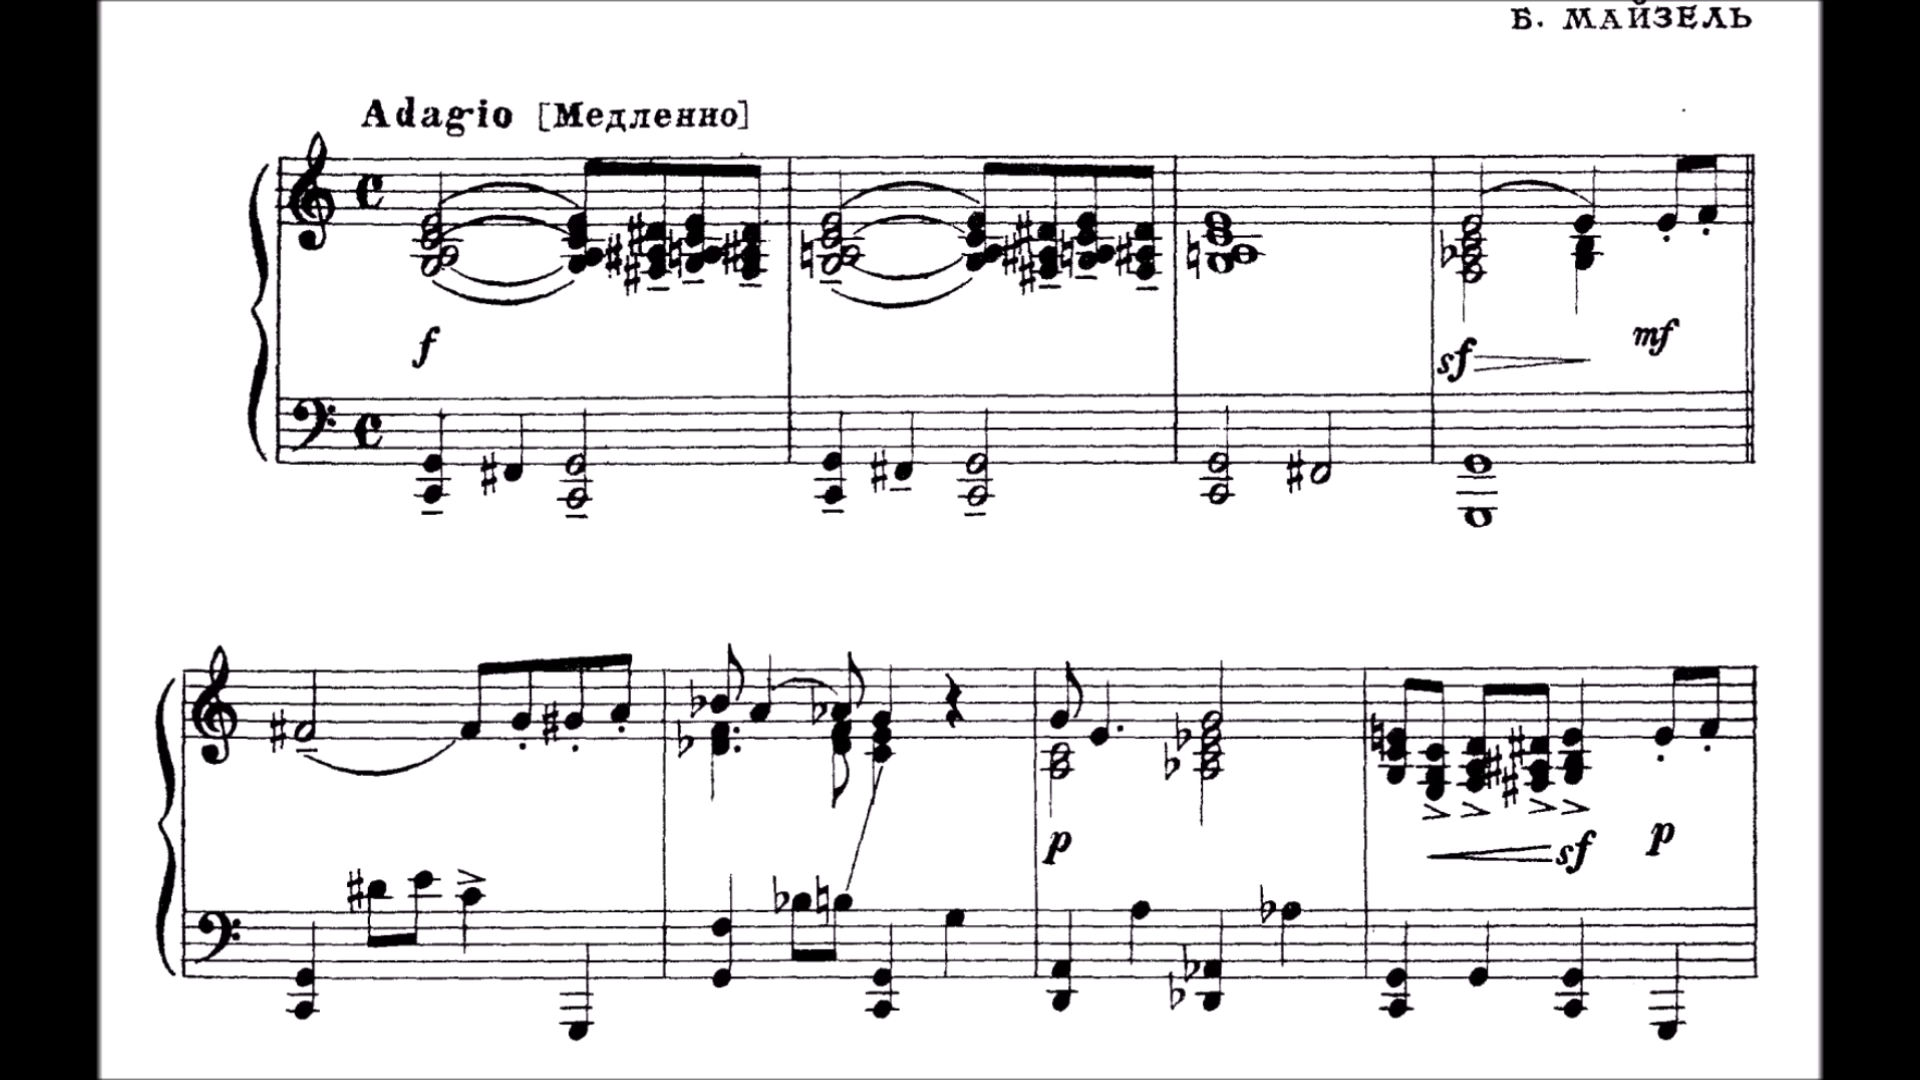 Б. МАЙЗЕЛЬ
Adagio [Медленно]
f
sf mf
p sf p